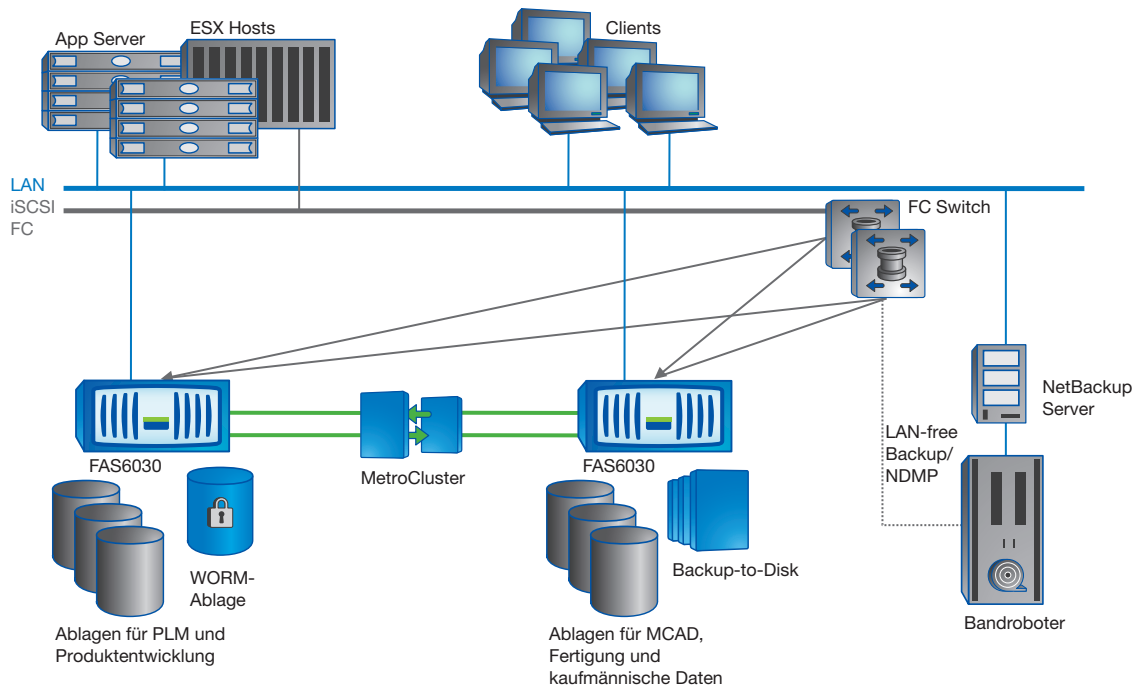 App Server
ESX Hosts
Clients
LAN
iSCSI
FC
FC Switch
NetBackup
Server
LAN-free
Backup/
NDMP
FAS6030
MetroCluster
FAS6030
WORM-
Ablage
Backup-to-Disk
Bandroboter
Ablagen für PLM und
Produktentwicklung
Ablagen für MCAD,
Fertigung und
kaufmännische Daten